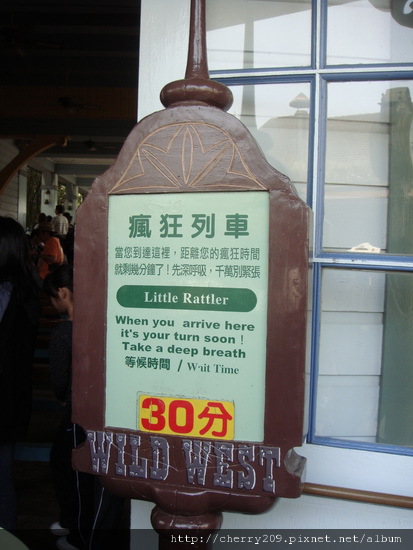 瘋狂列車
當您到達這裡，距離您的瘋狂時間
就剩幾分鐘了！先深呼吸，千萬別緊張
Little Rattler
When you arrive here
it's your turn soon !
Take a deep breath
等候時間 / Wait Time
30分
WILD WEST
http://cherry209.pixnet.net/album